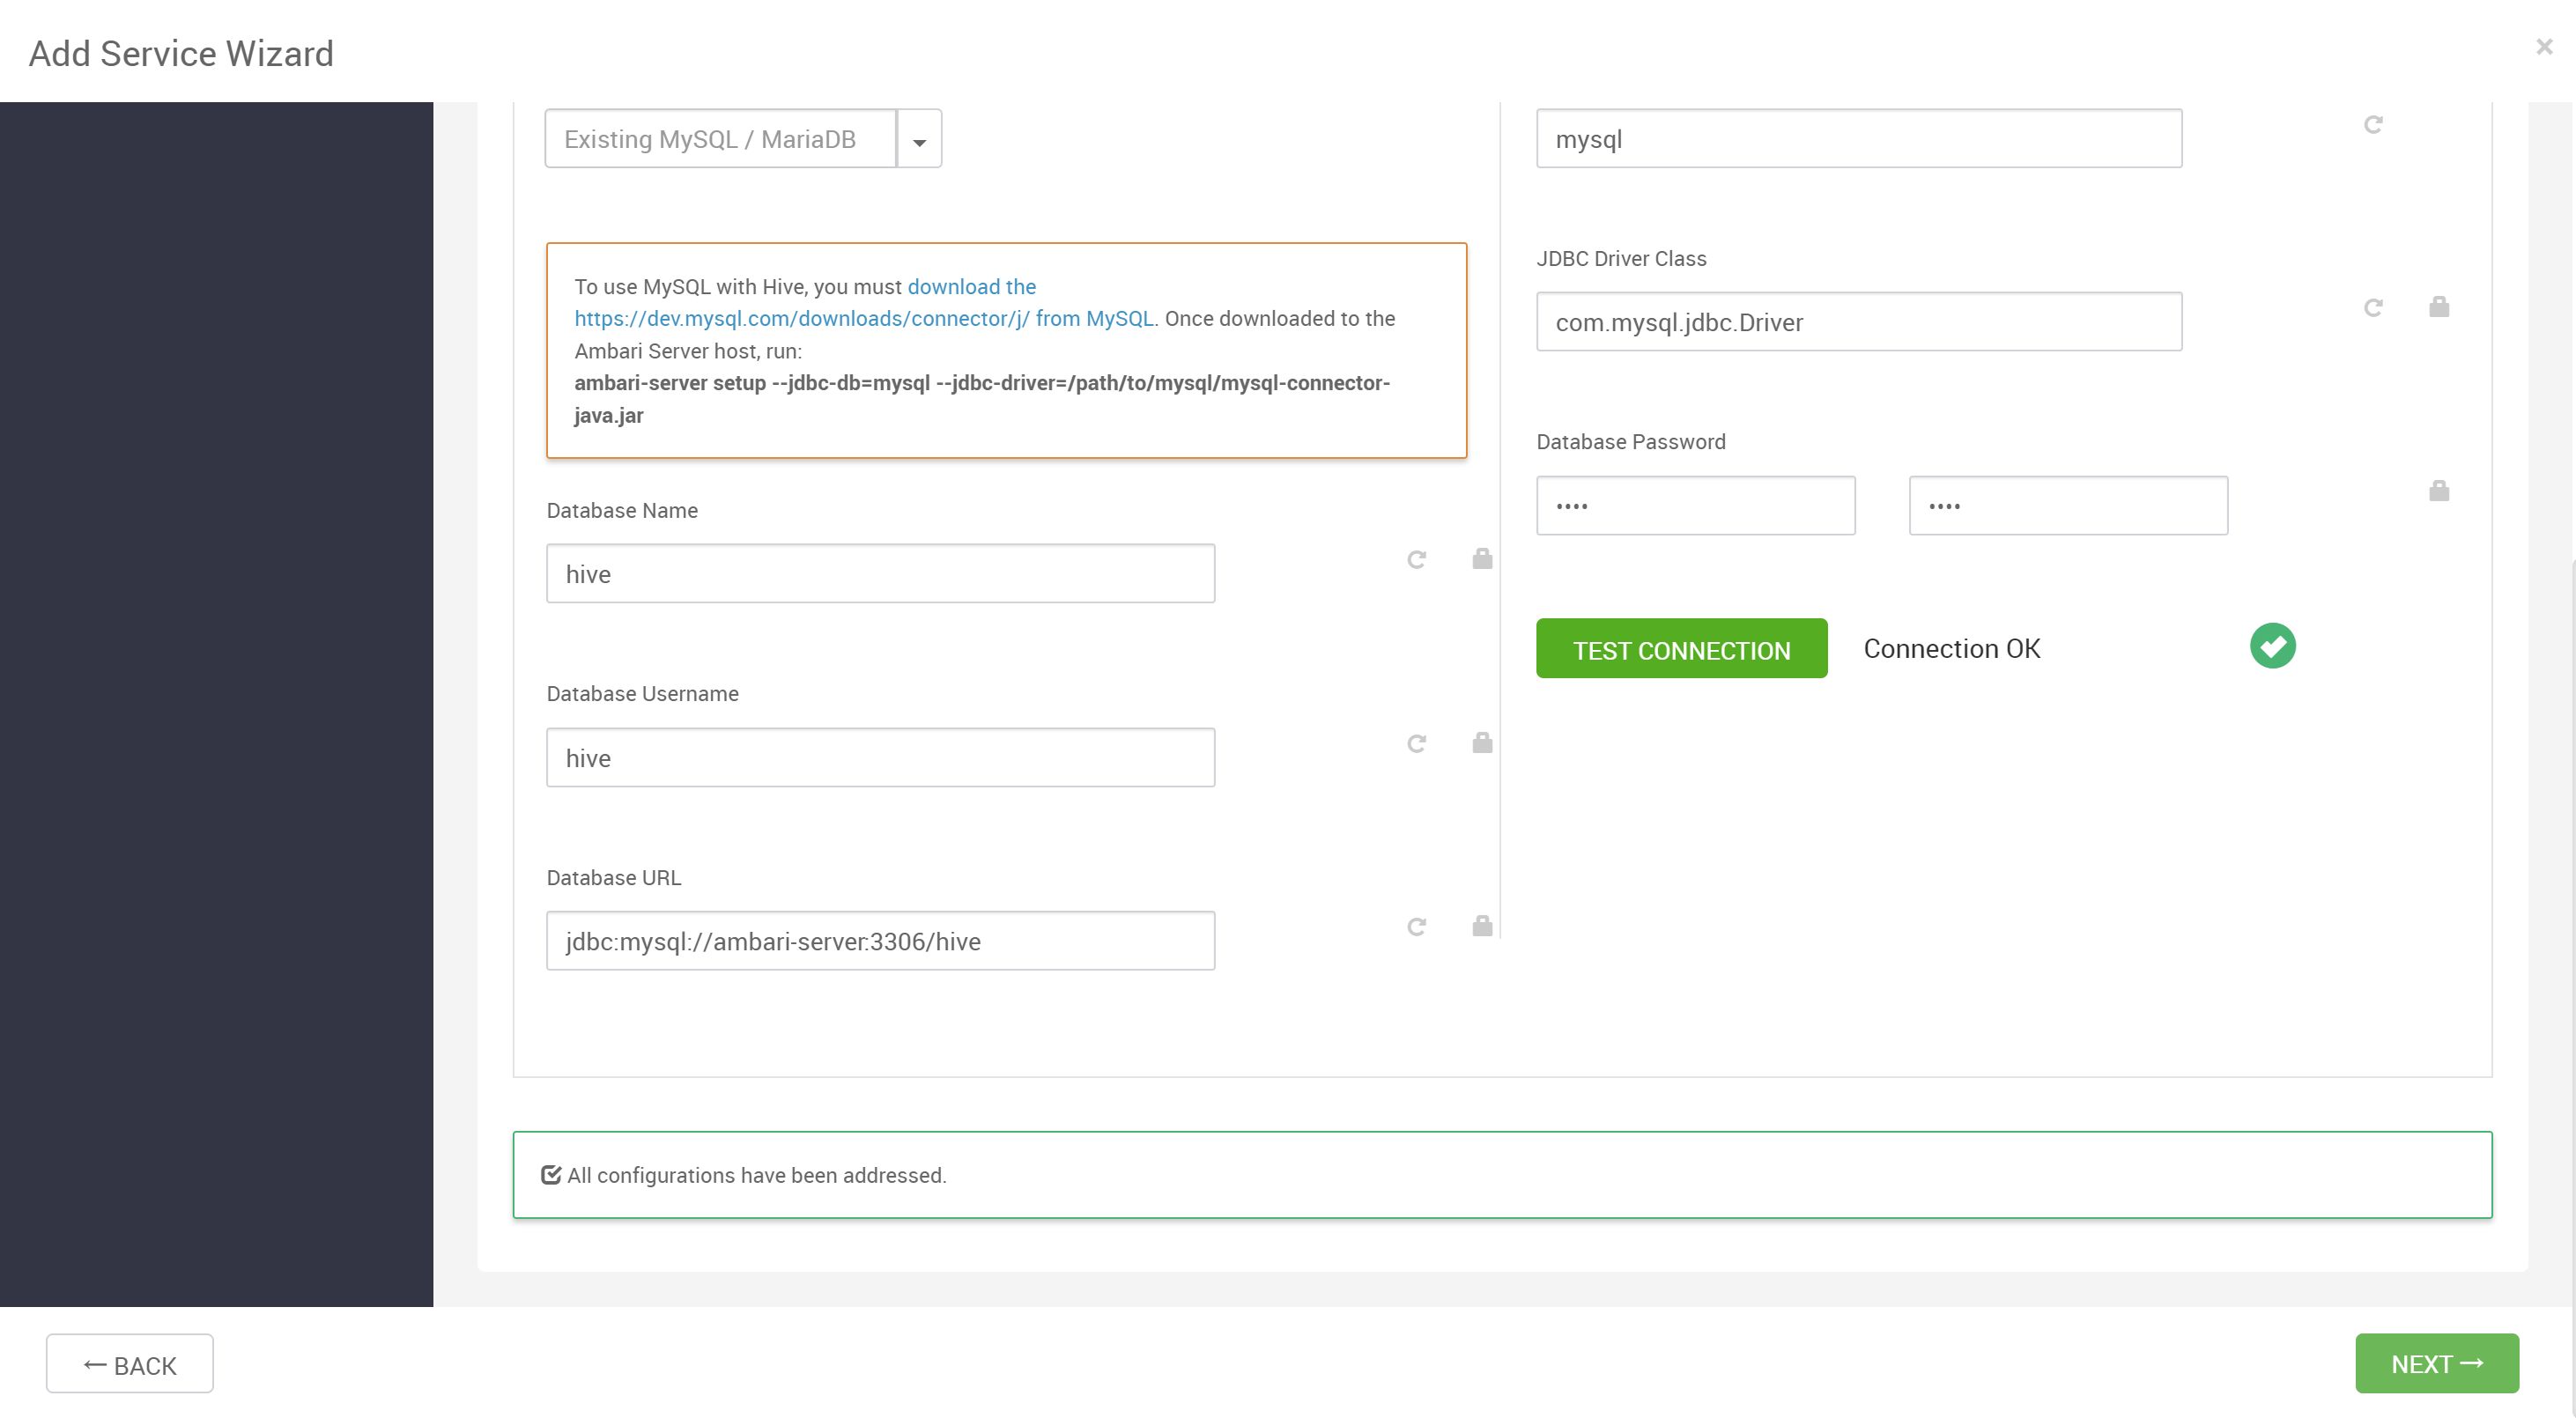 Add Service Wizard
×
Existing MySQL / MariaDB
To use MySQL with Hive, you must download the
https://dev.mysql.com/downloads/connector/j/ from MySQL. Once downloaded to the
Ambari Server host, run:
ambari-server setup --jdbc-db=mysql --jdbc-driver=/path/to/mysql/mysql-connector-
java.jar
Database Name
hive
Database Username
hive
Database URL
jdbc:mysql://ambari-server:3306/hive
mysql
JDBC Driver Class
com.mysql.jdbc.Driver
Database Password
•••• ••••
TEST CONNECTION Connection OK
All configurations have been addressed.
← BACK
NEXT →